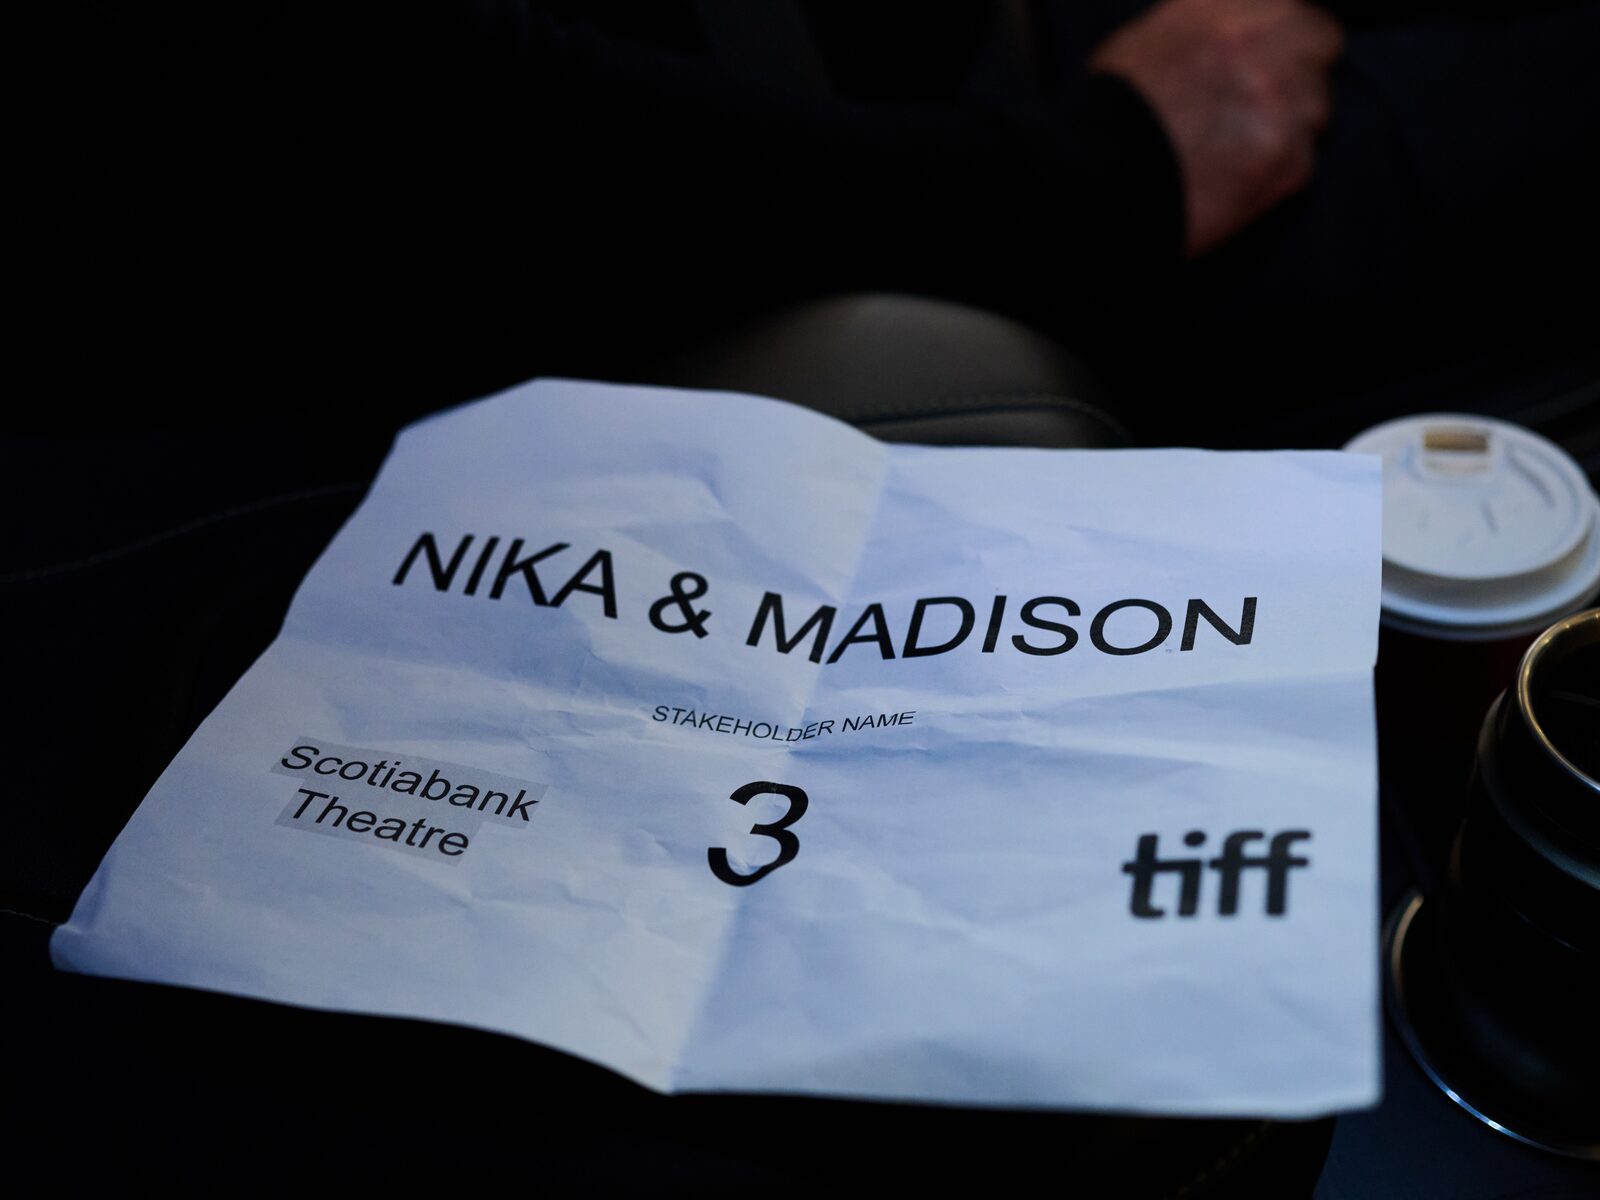 NIKA & MADISON
STAKEHOLDER NAME
Scotiabank
Theatre
3
tiff